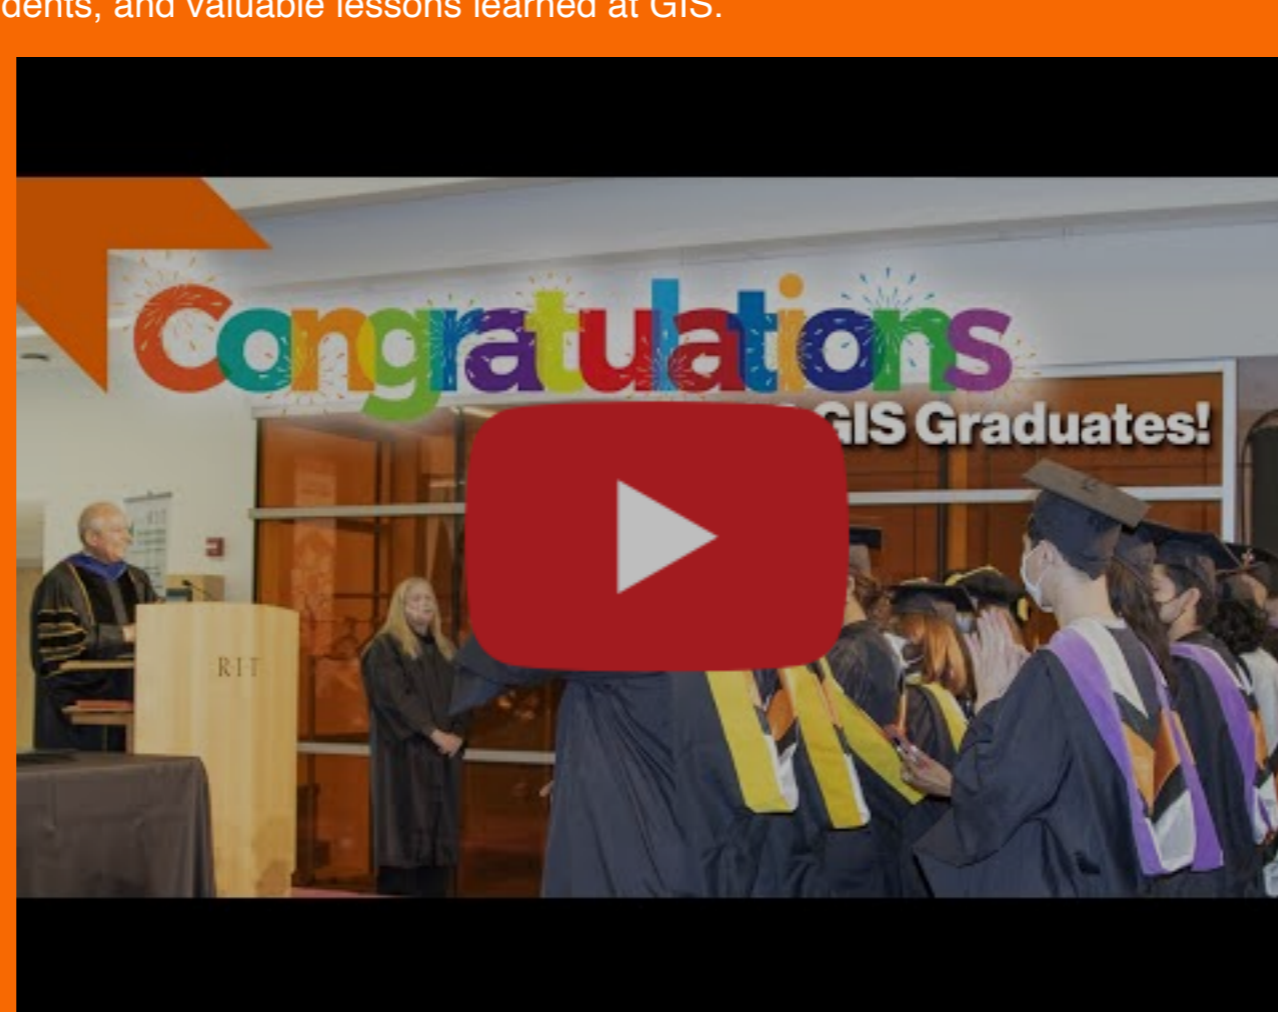 dents, and valuable lessons learned at GIS.
Congratulations
GIS Graduates!
RIT